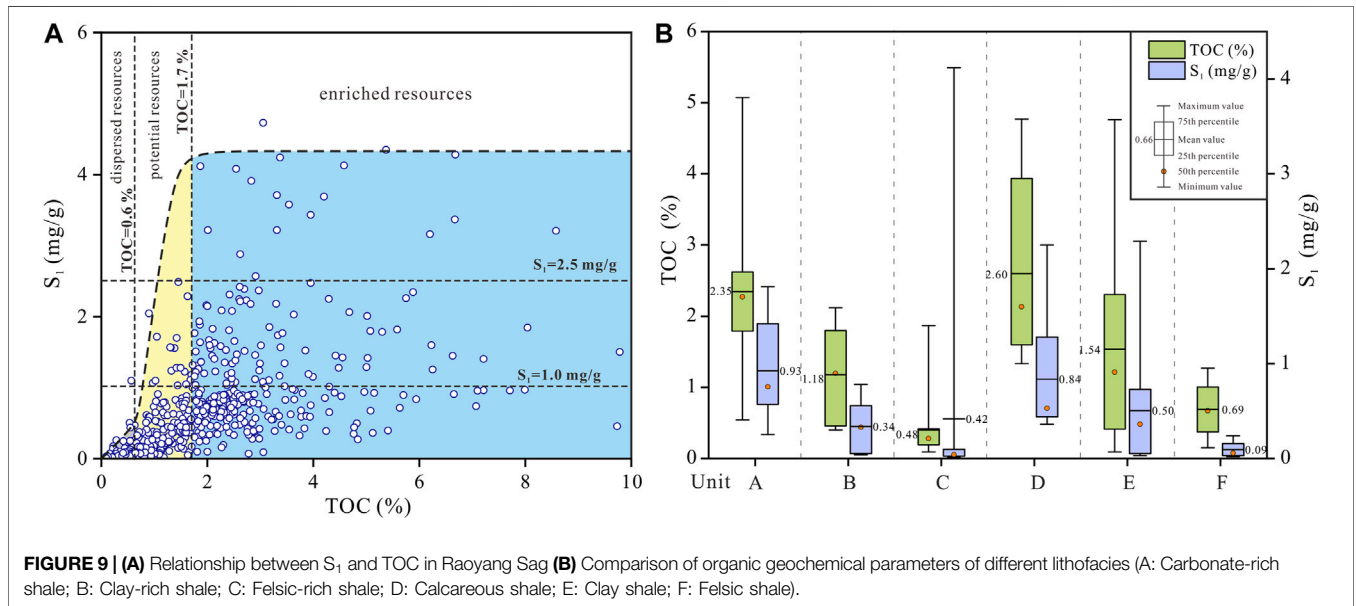 A
6
4
2
0
S₁ (mg/g)
dispersed resources
TOC=0.6 %
potential resources
TOC=1.7 %
enriched resources
S₁=2.5 mg/g
S₁=1.0 mg/g
0 2 4 6 8 10
TOC (%)
B
6
5
4
3
2
1
0
TOC (%)
TOC (%)
S₁ (mg/g)
Maximum value
75th percentile
0.66 Mean value
25th percentile
50th percentile
Minimum value
4
3
2
1
0
S₁ (mg/g)
2.35
0.93
1.18
0.34
0.48
0.42
2.60
0.84
1.54
0.50
0.69
0.09
Unit A B C D E F
FIGURE 9 | (A) Relationship between S₁ and TOC in Raoyang Sag (B) Comparison of organic geochemical parameters of different lithofacies (A: Carbonate-rich
shale; B: Clay-rich shale; C: Felsic-rich shale; D: Calcareous shale; E: Clay shale; F: Felsic shale).